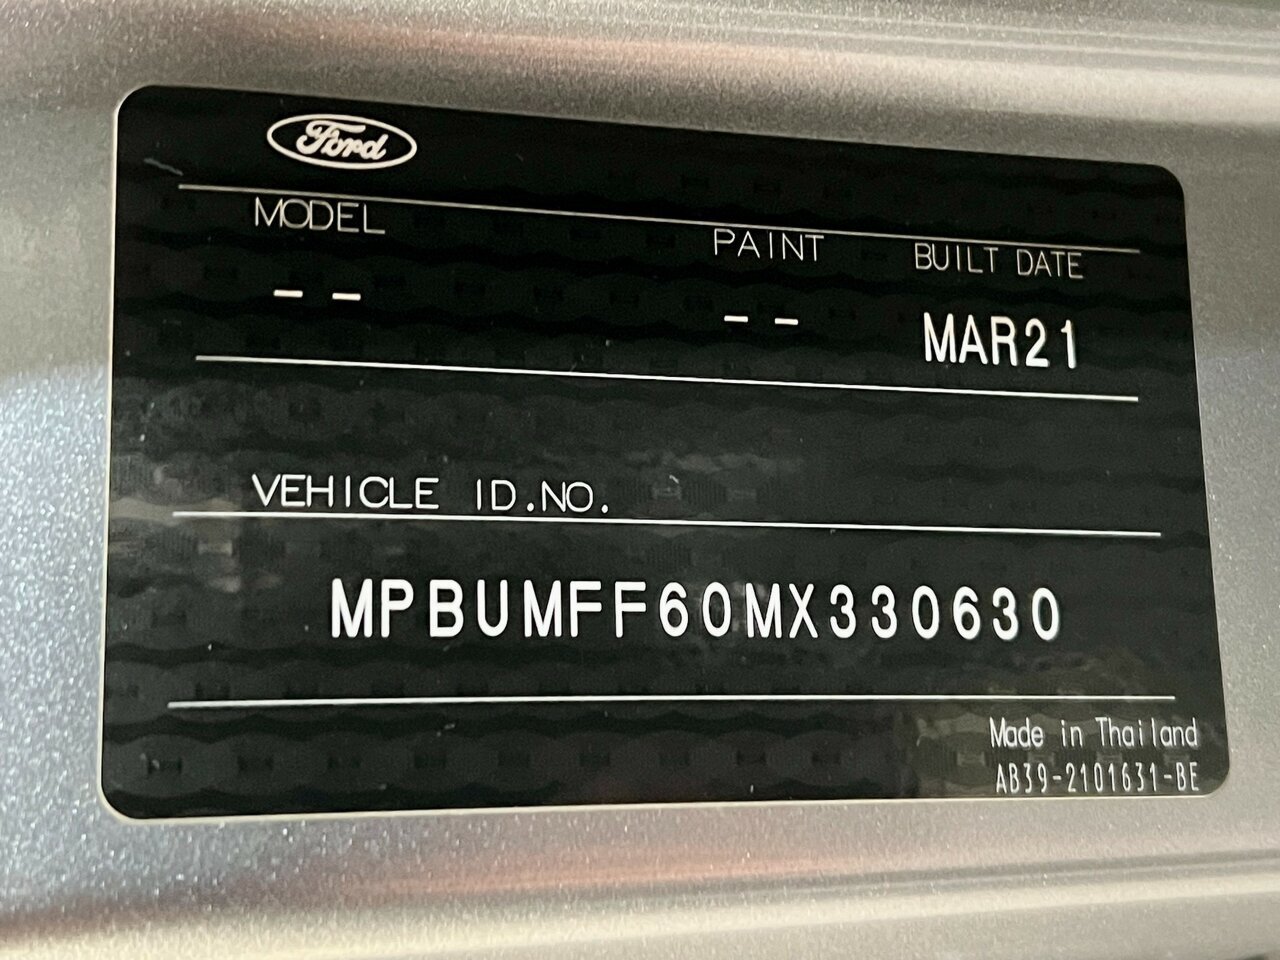 Ford
MODEL PAINT BUILT DATE
-- -- MAR21
VEHICLE ID.NO.
MPBUMFF60MX330630
Made in Thailand
AB39-2101631-BE